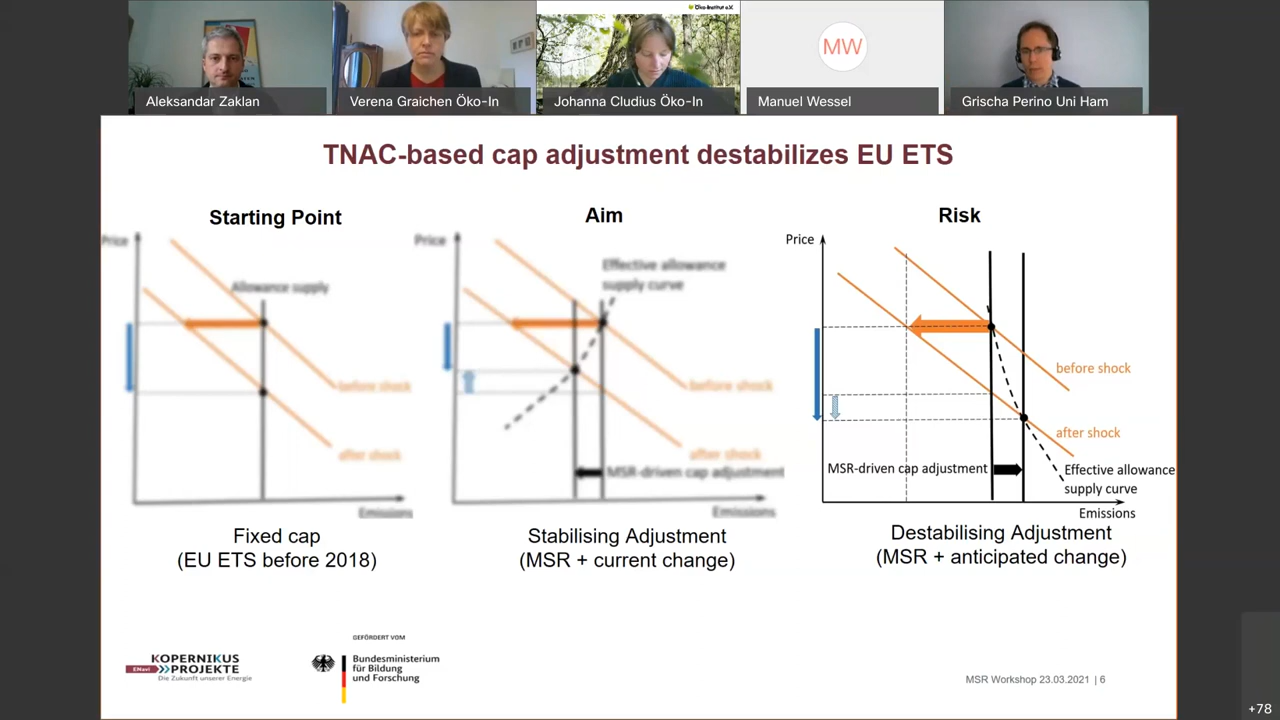 Öko-Institut e.V.
Aleksandar Zaklan
Verena Graichen Öko-In
Johanna Cludius Öko-In
MW
Manuel Wessel
Grischa Perino Uni Ham
TNAC-based cap adjustment destabilizes EU ETS
Starting Point
Price
Allowance supply
before shock
after shock
Emissions
Fixed cap
(EU ETS before 2018)
Aim
Price
Effective allowance
supply curve
before shock
after shock
MSR-driven cap adjustment
Emissions
Stabilising Adjustment
(MSR + current change)
Risk
Price
before shock
after shock
MSR-driven cap adjustment
Effective allowance
supply curve
Emissions
Destabilising Adjustment
(MSR + anticipated change)
KOPERNIKUS
ENavi
PROJEKTE
Die Zukunft unserer Energie
GEFÖRDERT VOM
Bundesministerium
für Bildung
und Forschung
MSR Workshop 23.03.2021 | 6
+78